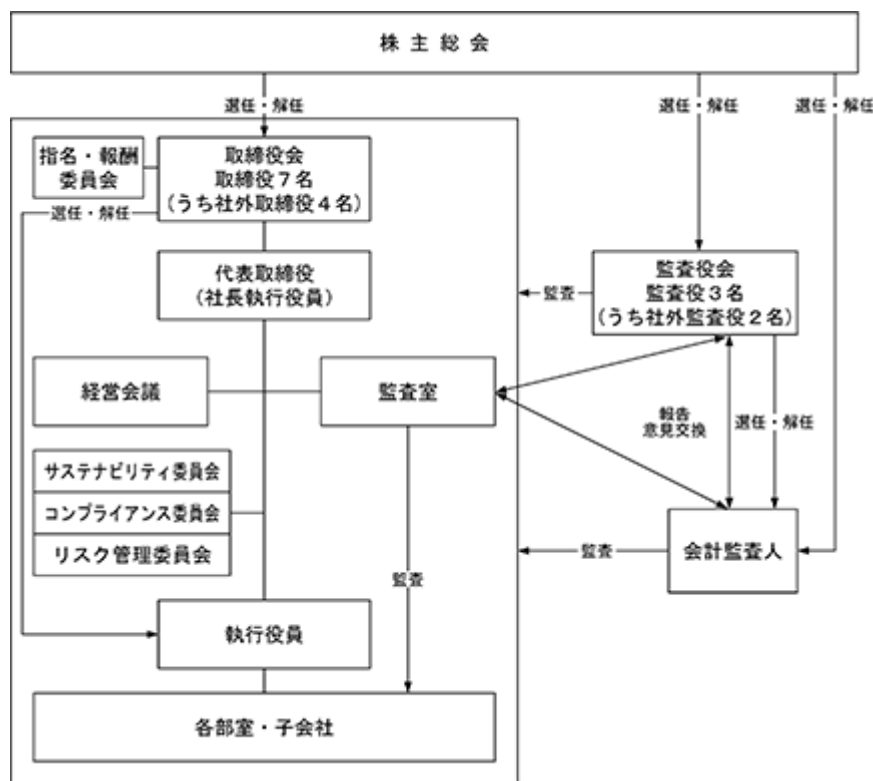 株主総会
選任・解任
選任・解任
選任・解任
指名・報酬
委員会
取締役会
取締役７名
（うち社外取締役４名）
選任・解任
代表取締役
（社長執行役員）
監査役会
監査役３名
（うち社外監査役２名）
監査
経営会議
監査室
報告
意見交換
選任・解任
サステナビリティ委員会
コンプライアンス委員会
リスク管理委員会
会計監査人
監査
監査
執行役員
各部室・子会社